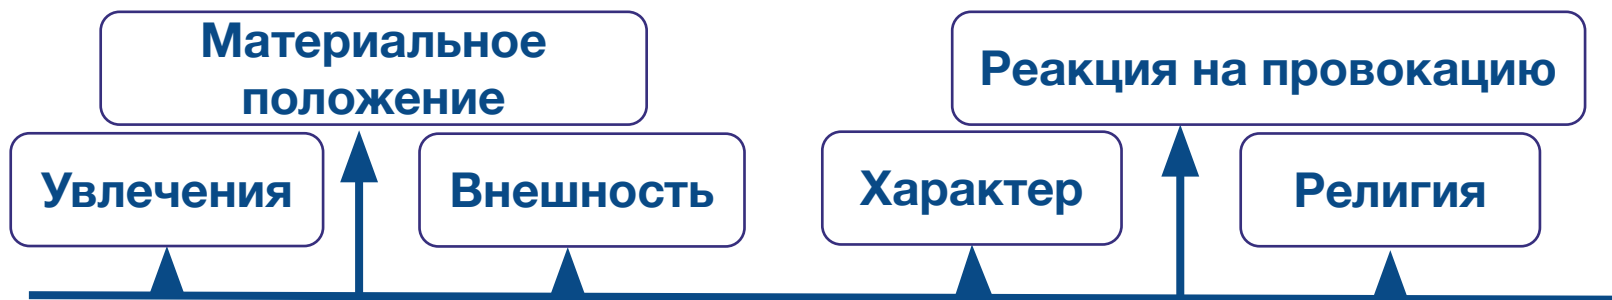 Материальное
положение
Реакция на провокацию
Увлечения
Внешность
Характер
Религия